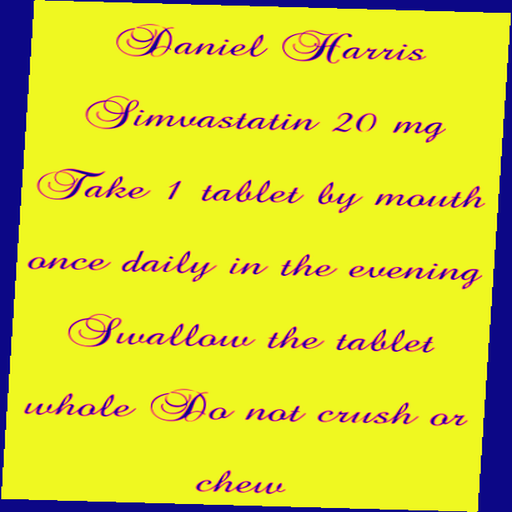 Daniel Harris
Simvastatin 20 mg
Take 1 tablet by mouth
once daily in the evening
Swallow the tablet
whole Do not crush or
chew